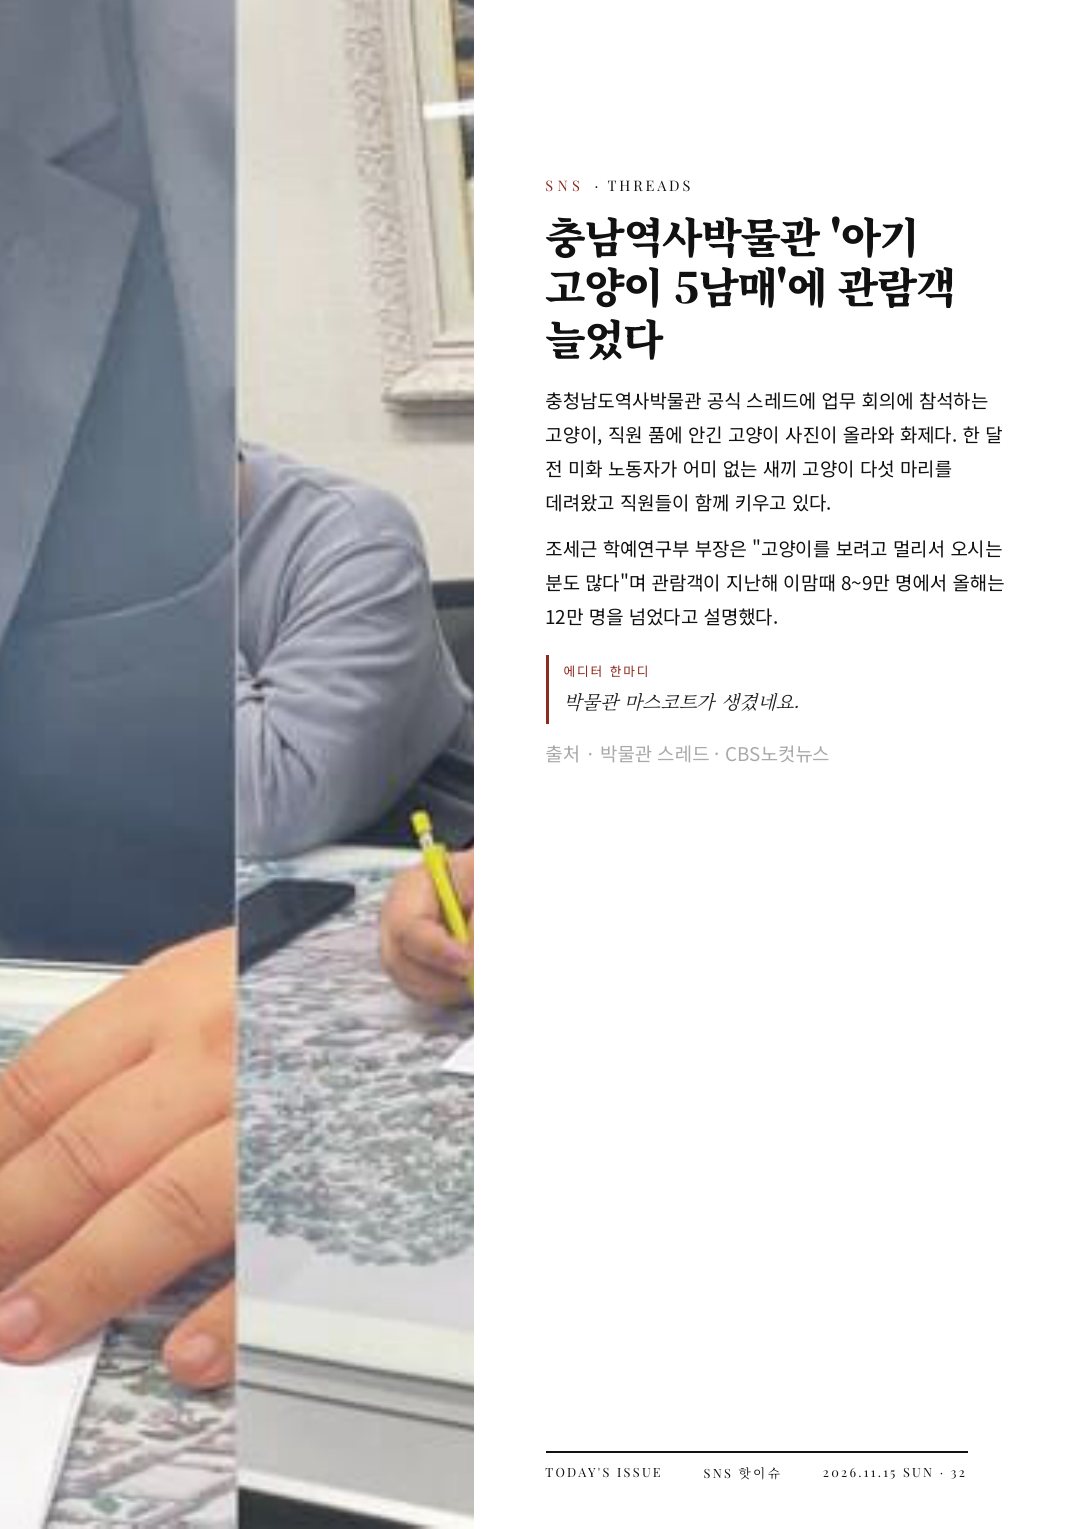 SNS · THREADS
충남역사박물관 '아기
고양이 5남매'에 관람객
늘었다
충청남도역사박물관 공식 스레드에 업무 회의에 참석하는
고양이, 직원 품에 안긴 고양이 사진이 올라와 화제다. 한 달
전 미화 노동자가 어미 없는 새끼 고양이 다섯 마리를
데려왔고 직원들이 함께 키우고 있다.
조세근 학예연구부 부장은 "고양이를 보려고 멀리서 오시는
분도 많다"며 관람객이 지난해 이맘때 8~9만 명에서 올해는
12만 명을 넘었다고 설명했다.
에디터 한마디
박물관 마스코트가 생겼네요.
출처 · 박물관 스레드 · CBS노컷뉴스
TODAY'S ISSUE SNS 핫이슈 2026.11.15 SUN · 32